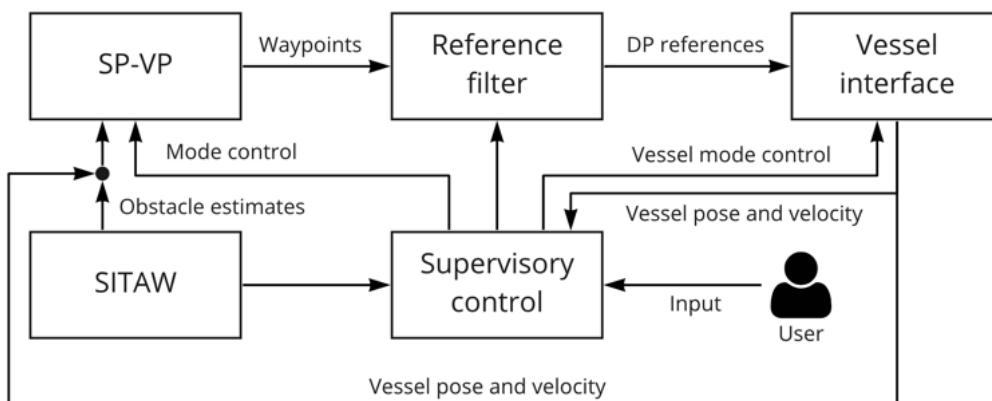 SP-VP
Waypoints
Reference
filter
DP references
Vessel
interface
Mode control
Vessel mode control
Obstacle estimates
Vessel pose and velocity
SITAW
Supervisory
control
Input
User
Vessel pose and velocity